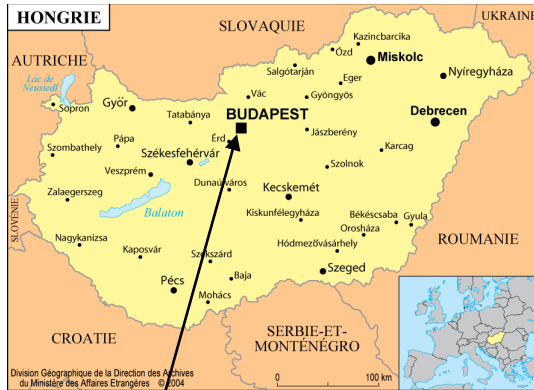 HONGRIE
SLOVAQUIE
UKRAINE
AUTRICHE
Lac de
Neusiedl
Kazincbarcika
Ózd
Miskolc
Salgótarján
Nyíregyháza
Eger
Vác
Gyöngyös
Sopron
Győr
Tatabánya
BUDAPEST
Debrecen
Jászberény
Érd
Pápa
Szombathely
Székesfehérvár
Karcag
Veszprém
Szolnok
Dunaújváros
Zalaegerszeg
Kecskemét
Balaton
SLOVÉNIE
Kiskunfélegyháza
Békéscsaba
Gyula
Orosháza
Nagykanizsa
Kaposvár
Szekszárd
Hódmezővásárhely
ROUMANIE
Szeged
Baja
Pécs
Mohács
CROATIE
SERBIE-ET-
MONTÉNÉGRO
Division Géographique de la Direction des Archives
du Ministère des Affaires Etrangères © 2004
0
100 km